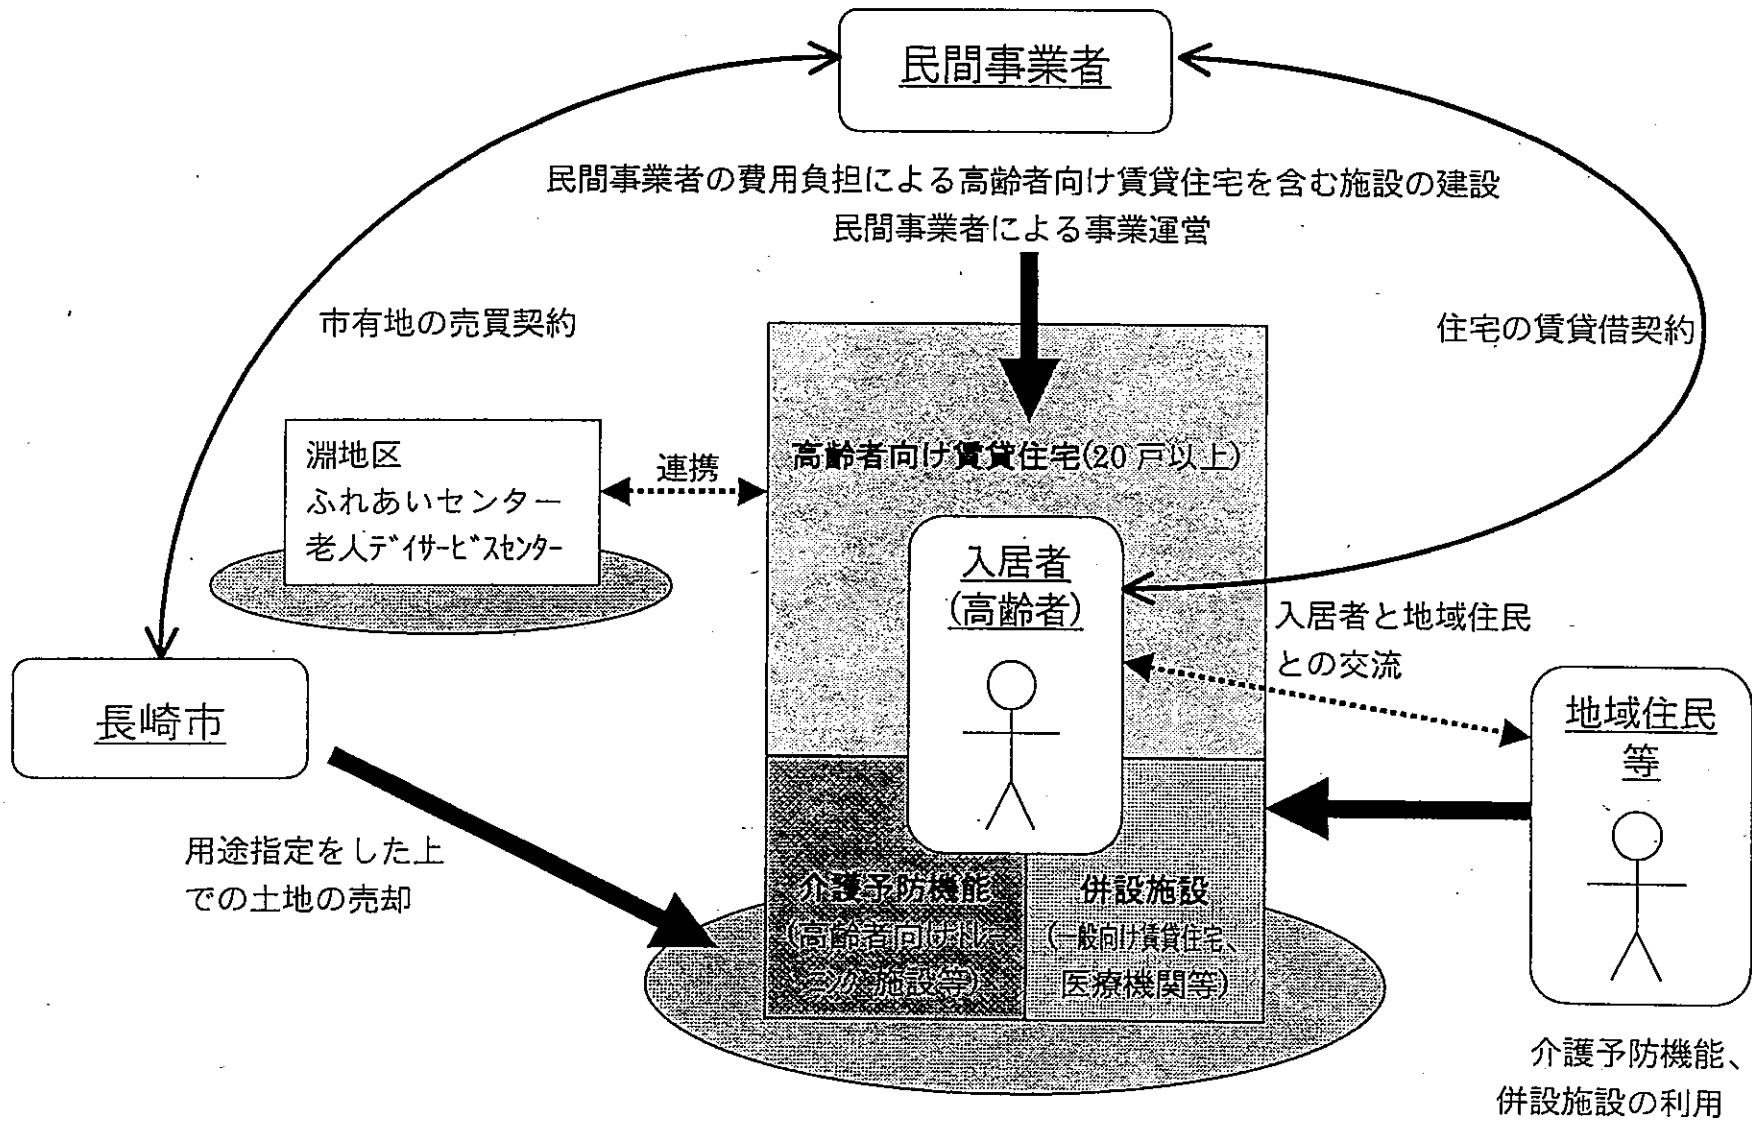 民間事業者
民間事業者の費用負担による高齢者向け賃貸住宅を含む施設の建設
民間事業者による事業運営
市有地の売買契約
住宅の賃貸借契約
淵地区
ふれあいセンター
老人ﾃﾞｲｻｰﾋﾞｽｾﾝﾀｰ
連携
高齢者向け賃貸住宅(20戸以上)
入居者
(高齢者)
入居者と地域住民
との交流
長崎市
地域住民
等
用途指定をした上
での土地の売却
介護予防機能
(高齢者向けﾄﾚｰ
ﾆﾝｸﾞ施設等)
併設施設
(一般向け賃貸住宅、
医療機関等)
介護予防機能、
併設施設の利用